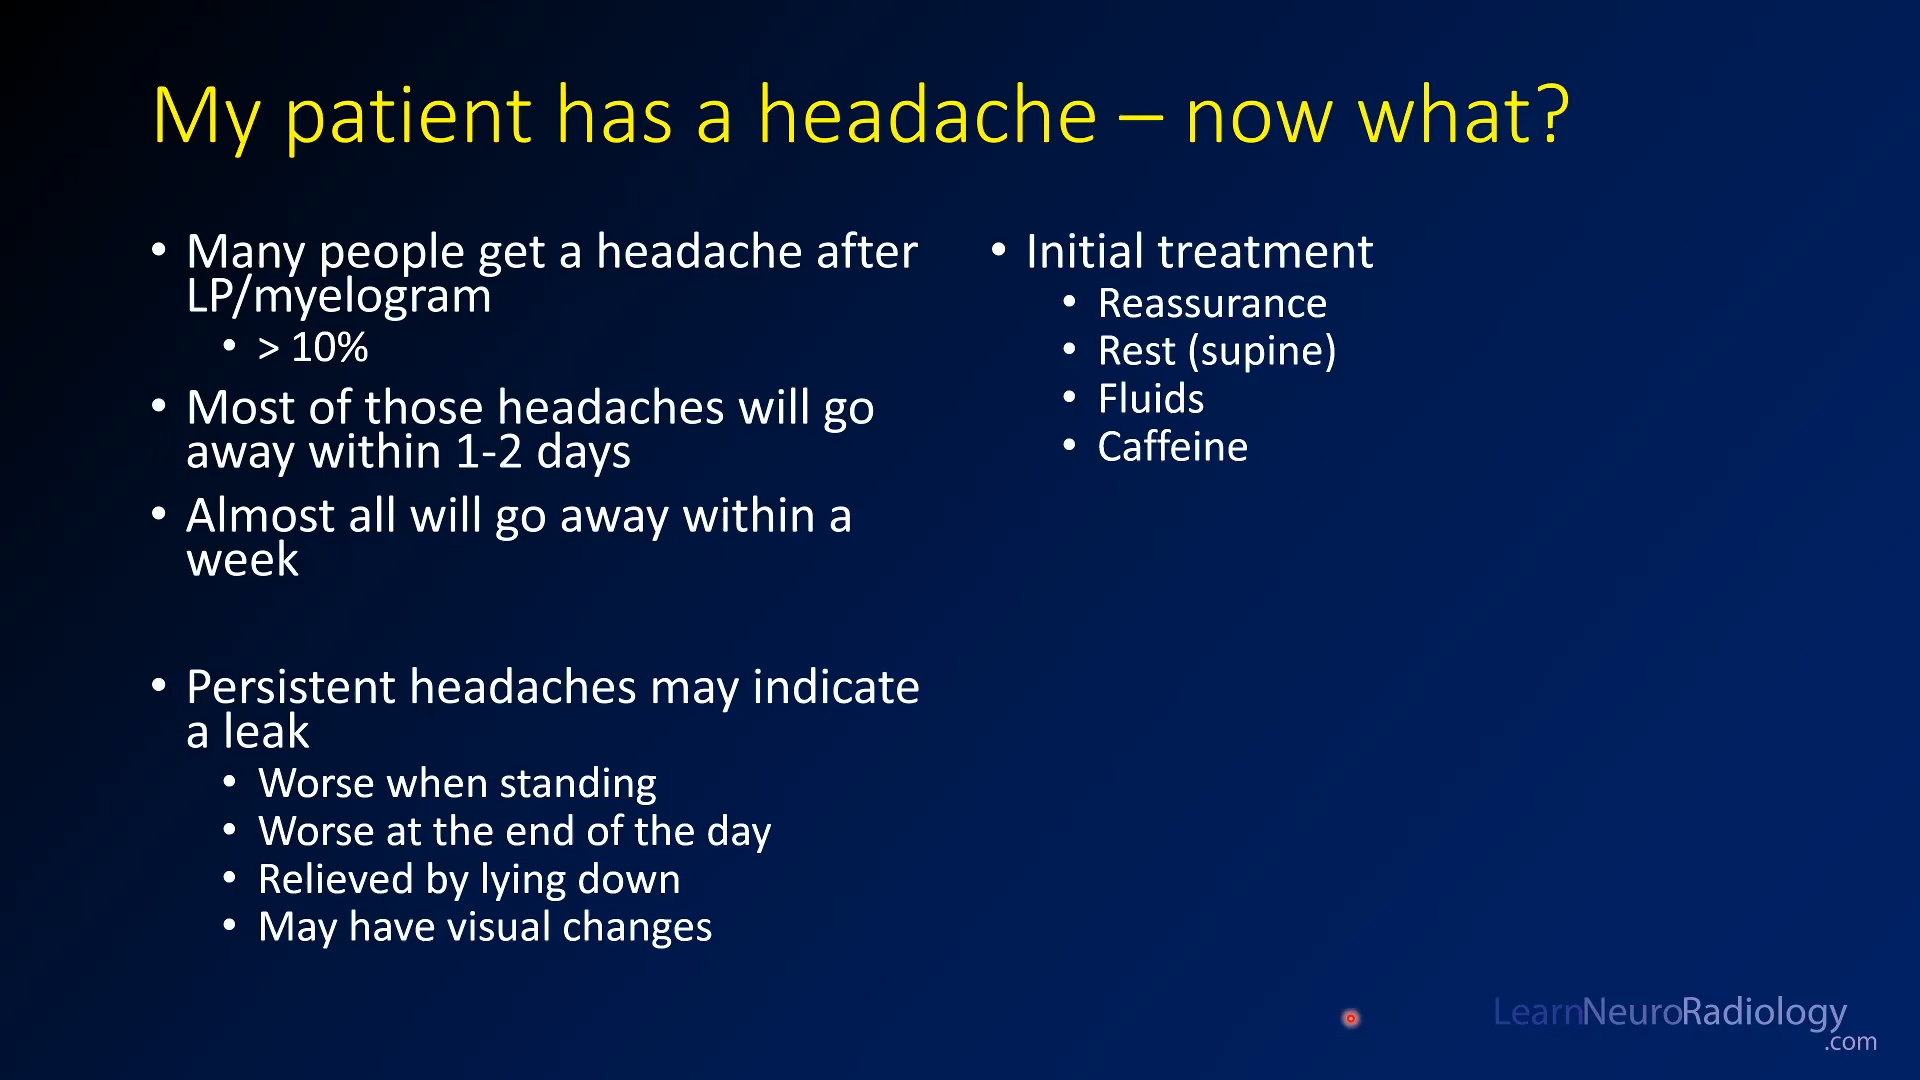 My patient has a headache – now what?
• Many people get a headache after
LP/myelogram
• > 10%
• Most of those headaches will go
away within 1-2 days
• Almost all will go away within a
week
• Persistent headaches may indicate
a leak
• Worse when standing
• Worse at the end of the day
• Relieved by lying down
• May have visual changes
• Initial treatment
• Reassurance
• Rest (supine)
• Fluids
• Caffeine
LearnNeuroRadiology
.com